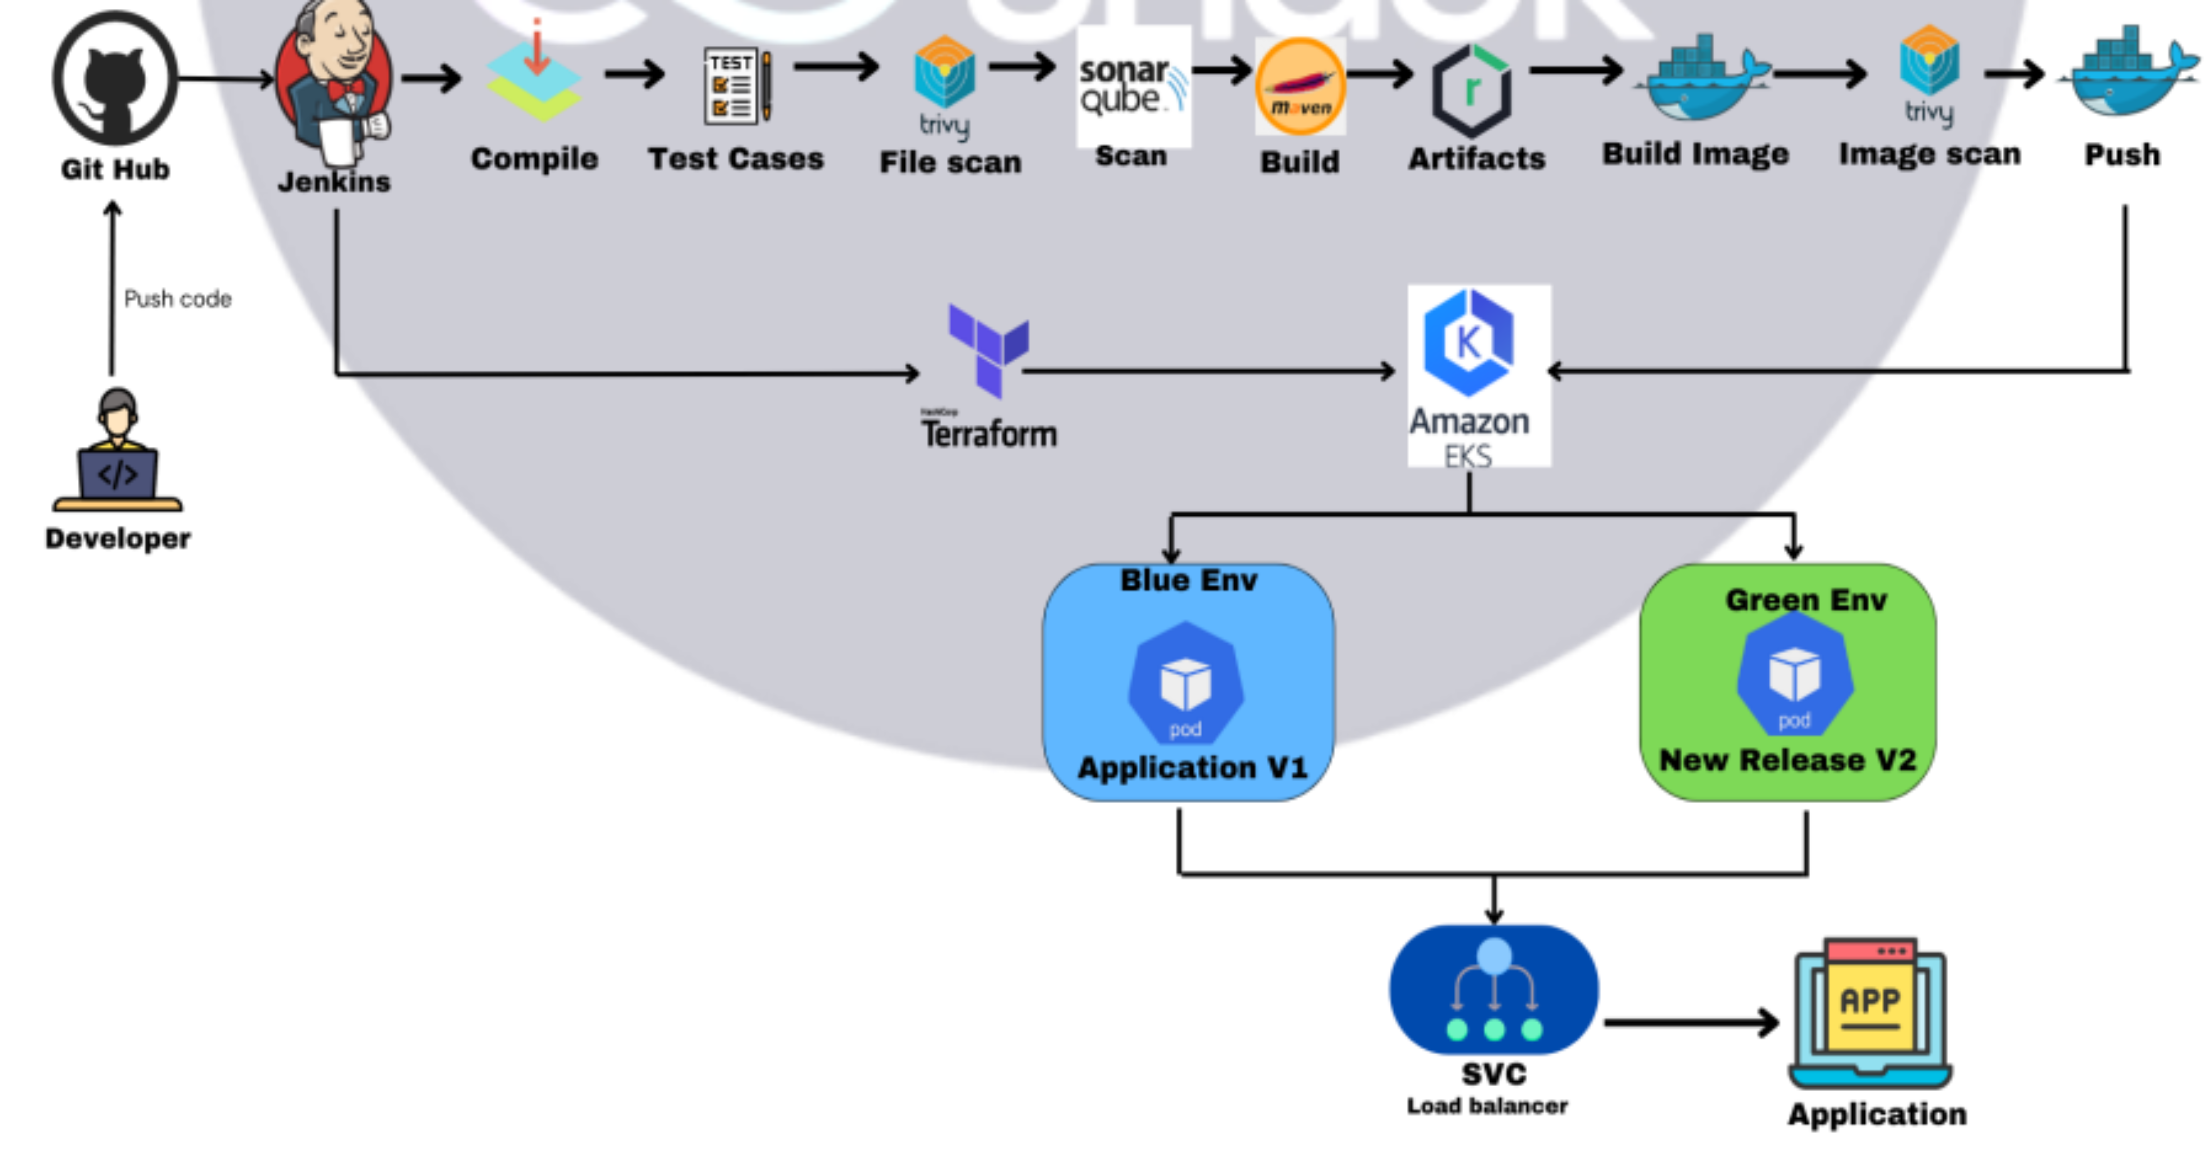 TEST
trivy
sonar
qube
maven
r
trivy
Git Hub
Jenkins
Compile
Test Cases
File scan
Scan
Build
Artifacts
Build Image
Image scan
Push
Push code
K
HashiCorp
Terraform
Amazon
EKS
</>
Developer
Blue Env
pod
Application V1
Green Env
pod
New Release V2
APP
SVC
Load balancer
Application